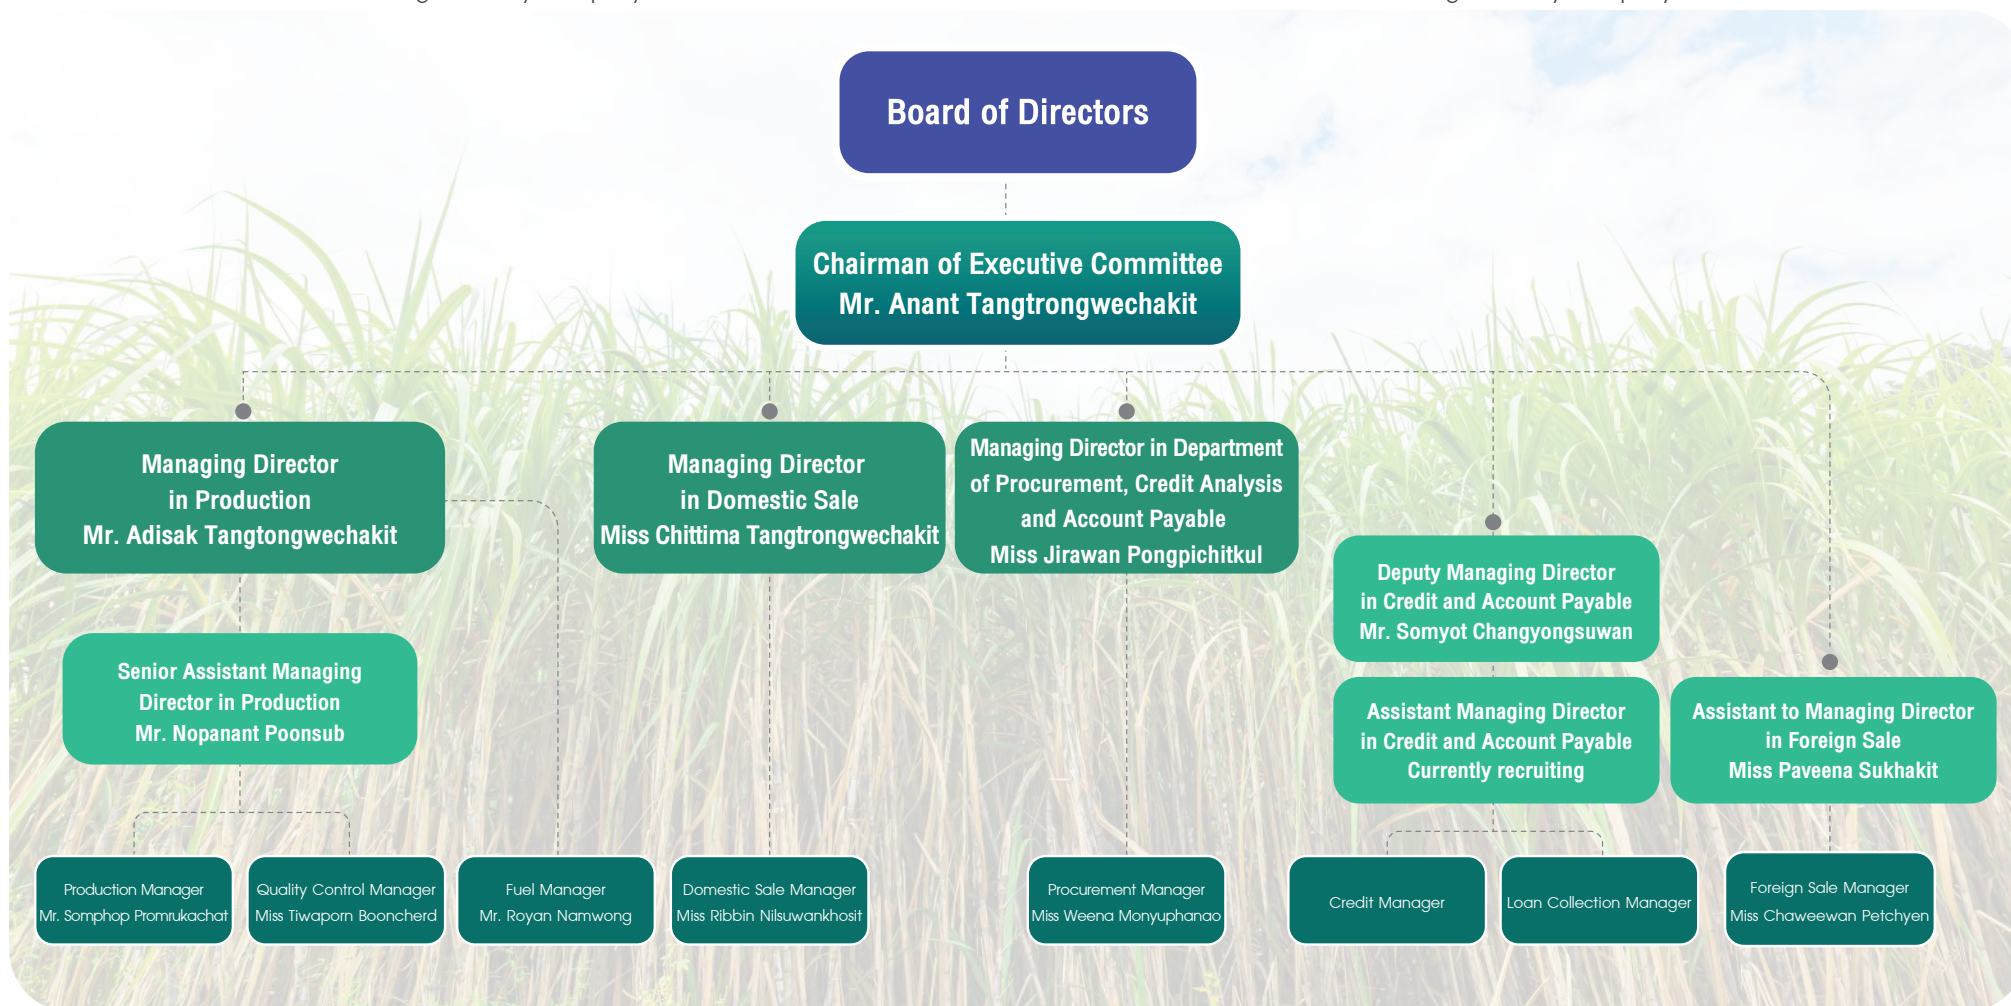 Board of Directors
Chairman of Executive Committee
Mr. Anant Tangtrongwechakit
Managing Director
in Production
Mr. Adisak Tangtongwechakit
Managing Director
in Domestic Sale
Miss Chittima Tangtrongwechakit
Managing Director in Department
of Procurement, Credit Analysis
and Account Payable
Miss Jirawan Pongpichitkul
Deputy Managing Director
in Credit and Account Payable
Mr. Somyot Changyongsuwan
Senior Assistant Managing
Director in Production
Mr. Nopanant Poonsub
Assistant Managing Director
in Credit and Account Payable
Currently recruiting
Assistant to Managing Director
in Foreign Sale
Miss Paveena Sukhakit
Production Manager
Mr. Somphop Promrukachat
Quality Control Manager
Miss Tiwaporn Booncherd
Fuel Manager
Mr. Royan Namwong
Domestic Sale Manager
Miss Ribbin Nilsuwankhosit
Procurement Manager
Miss Weena Monyuphanao
Credit Manager
Loan Collection Manager
Foreign Sale Manager
Miss Chaweewan Petchyen